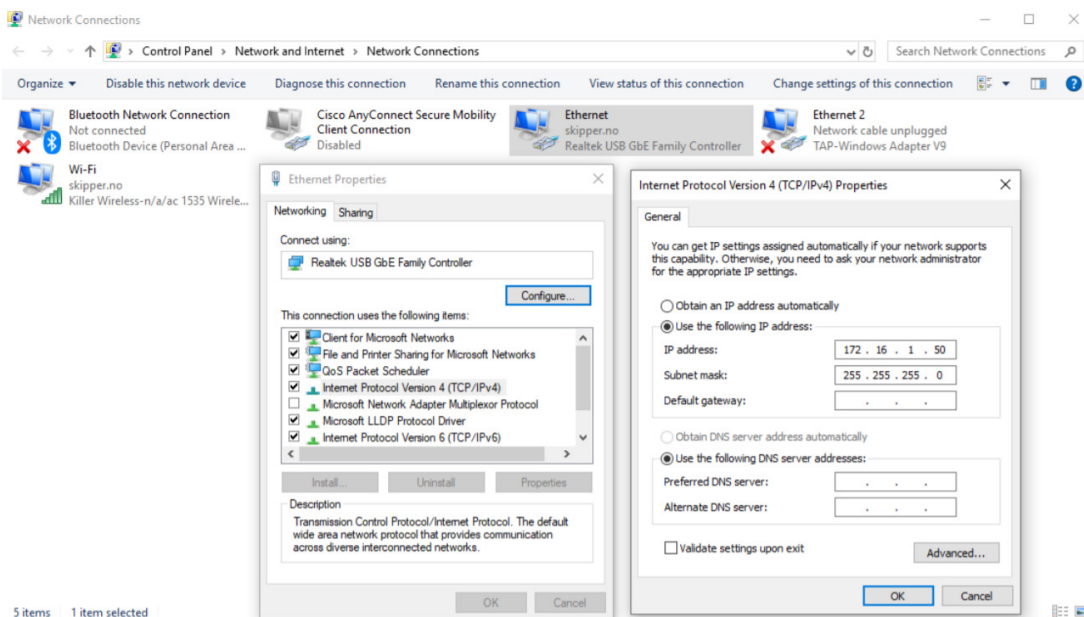 Network Connections
Control Panel > Network and Internet > Network Connections
Search Network Connections
Organize
Disable this network device
Diagnose this connection
Rename this connection
View status of this connection
Change settings of this connection
Bluetooth Network Connection
Not connected
Bluetooth Device (Personal Area ...
Cisco AnyConnect Secure Mobility
Client Connection
Disabled
Ethernet
skipper.no
Realtek USB GbE Family Controller
Ethernet 2
Network cable unplugged
TAP-Windows Adapter V9
Wi-Fi
skipper.no
Killer Wireless-n/a/ac 1535 Wirele...
Ethernet Properties
Networking
Sharing
Connect using:
Realtek USB GbE Family Controller
Configure...
This connection uses the following items:
Client for Microsoft Networks
File and Printer Sharing for Microsoft Networks
QoS Packet Scheduler
Internet Protocol Version 4 (TCP/IPv4)
Microsoft Network Adapter Multiplexor Protocol
Microsoft LLDP Protocol Driver
Internet Protocol Version 6 (TCP/IPv6)
Install...
Uninstall
Properties
Description
Transmission Control Protocol/Internet Protocol. The default
wide area network protocol that provides communication
across diverse interconnected networks.
OK
Cancel
Internet Protocol Version 4 (TCP/IPv4) Properties
General
You can get IP settings assigned automatically if your network supports
this capability. Otherwise, you need to ask your network administrator
for the appropriate IP settings.
Obtain an IP address automatically
Use the following IP address:
IP address: 172 . 16 . 1 . 50
Subnet mask: 255 . 255 . 255 . 0
Default gateway: . . .
Obtain DNS server address automatically
Use the following DNS server addresses:
Preferred DNS server: . . .
Alternate DNS server: . . .
Validate settings upon exit
Advanced...
OK
Cancel
5 items
1 item selected